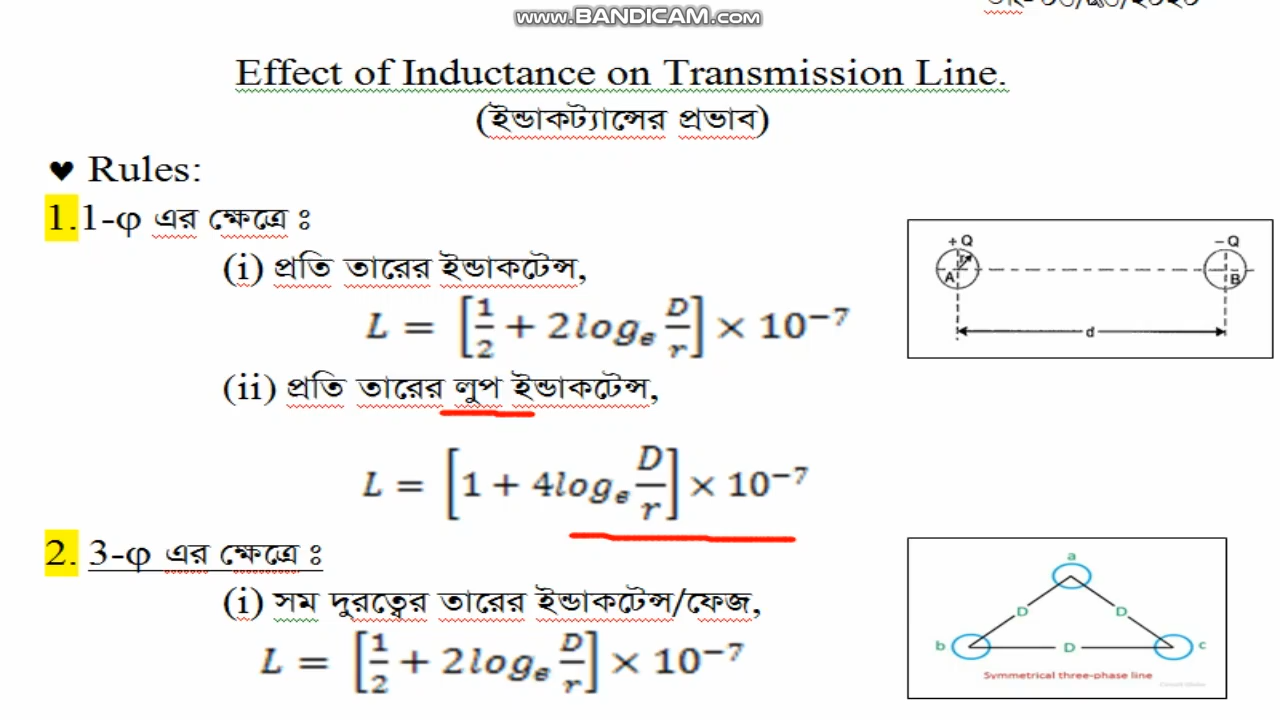 www.BANDICAM.com
Effect of Inductance on Transmission Line.
(ইন্ডাকট্যান্সের প্রভাব)
♥ Rules:
1.1-φ এর ক্ষেত্রে ঃ
(i) প্রতি তারের ইন্ডাকটেন্স,
L = [1/2 + 2log_e D/r] × 10⁻⁷
+ Q
– Q
r
A
B
d
(ii) প্রতি তারের লুপ ইন্ডাকটেন্স,
L = [1 + 4log_e D/r] × 10⁻⁷
2. 3-φ এর ক্ষেত্রে ঃ
(i) সম দুরত্বের তারের ইন্ডাকটেন্স/ফেজ,
L = [1/2 + 2log_e D/r] × 10⁻⁷
a
D D
b D c
Symmetrical three-phase line